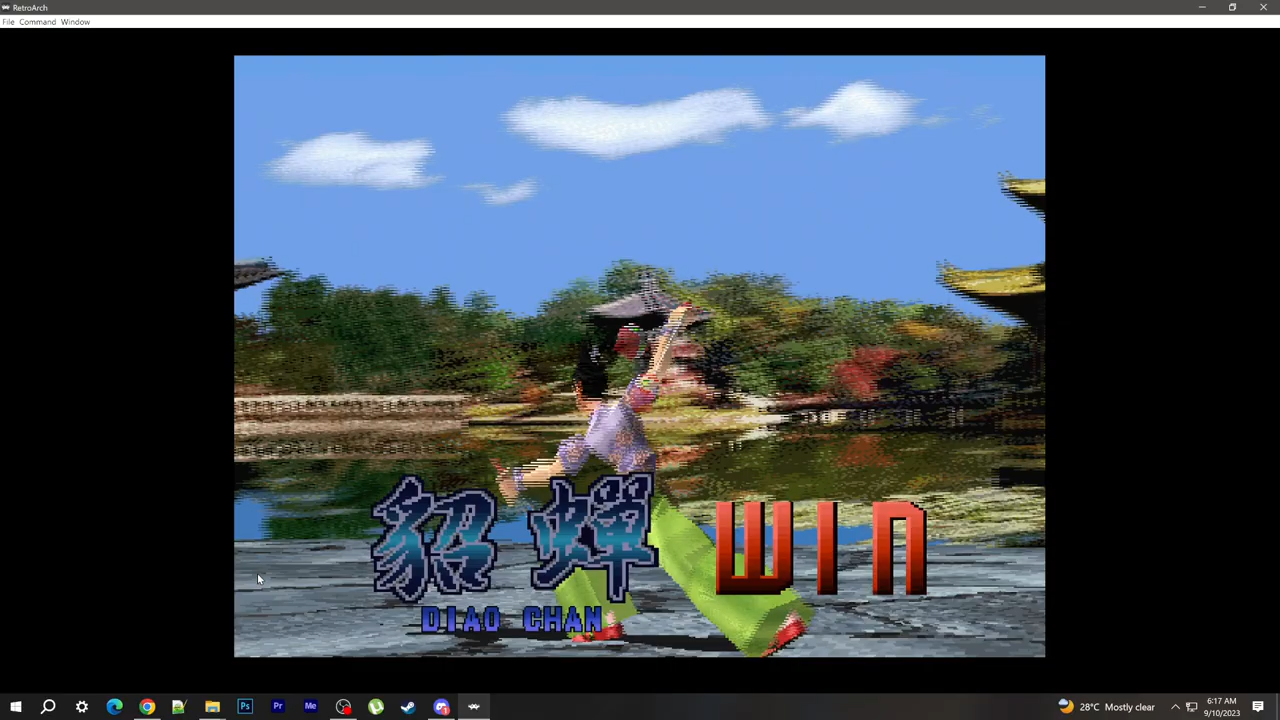 RetroArch
File Command Window
貂蟬 WIN
DIAO CHAN
28°C Mostly clear
6:17 AM
9/10/2023